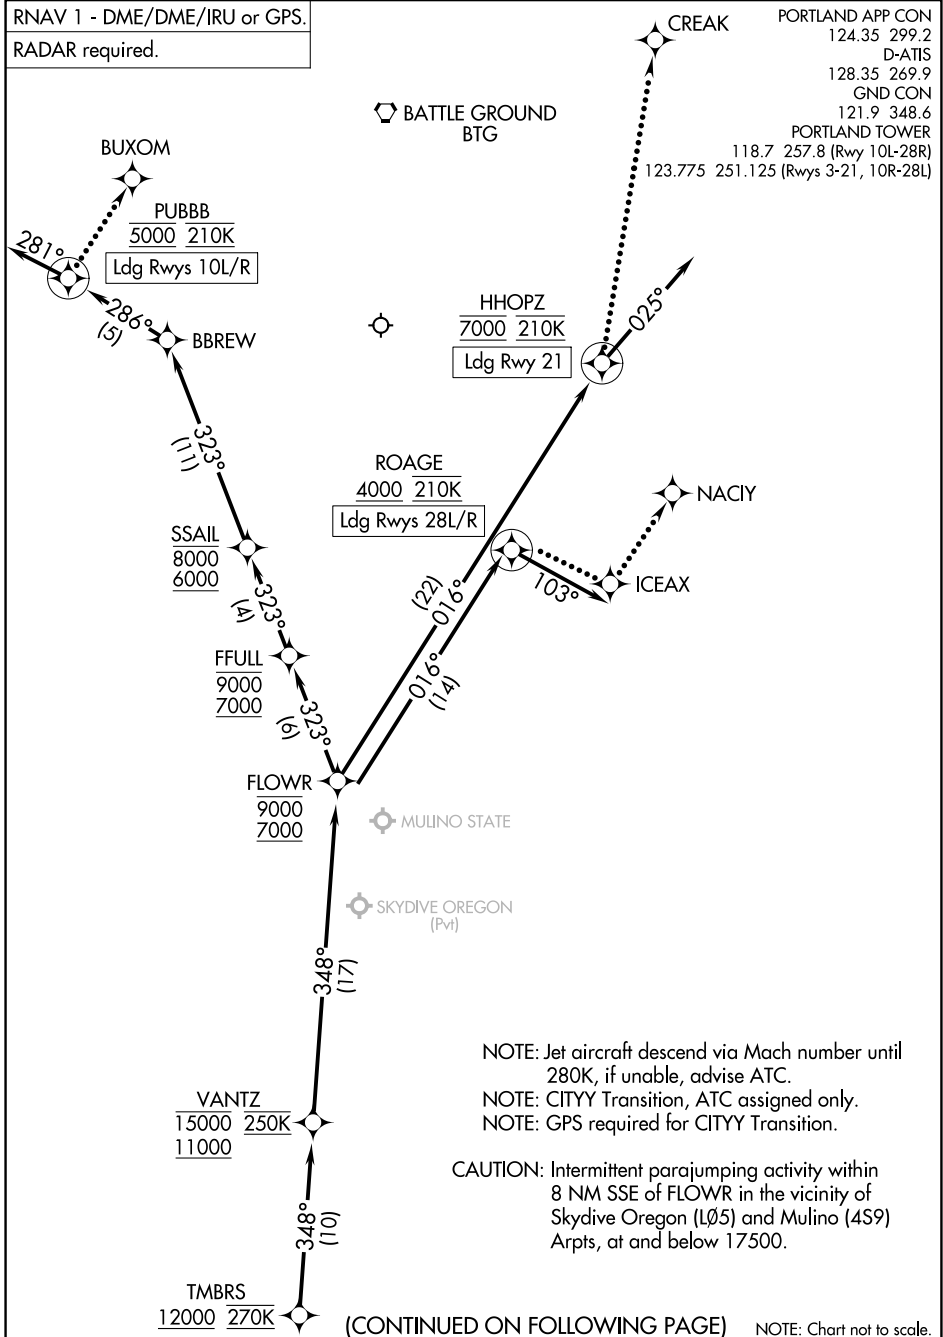 RNAV 1 - DME/DME/IRU or GPS.
RADAR required.
PORTLAND APP CON
124.35 299.2
D-ATIS
128.35 269.9
GND CON
121.9 348.6
PORTLAND TOWER
118.7 257.8 (Rwy 10L-28R)
123.775 251.125 (Rwys 3-21, 10R-28L)
CREAK
BATTLE GROUND
BTG
BUXOM
PUBBB
5000 210K
Ldg Rwys 10L/R
281°
286°
(5)
BBREW
HHOPZ
7000 210K
Ldg Rwy 21
025°
323°
(11)
ROAGE
4000 210K
Ldg Rwys 28L/R
NACIY
SSAIL
8000
6000
103°
ICEAX
323°
(4)
(22)
016°
FFULL
9000
7000
016°
(14)
323°
(6)
FLOWR
9000
7000
MULINO STATE
SKYDIVE OREGON
(Pvt)
348°
(17)
NOTE: Jet aircraft descend via Mach number until
280K, if unable, advise ATC.
NOTE: CITYY Transition, ATC assigned only.
NOTE: GPS required for CITYY Transition.
VANTZ
15000 250K
11000
CAUTION: Intermittent parajumping activity within
8 NM SSE of FLOWR in the vicinity of
Skydive Oregon (LØ5) and Mulino (4S9)
Arpts, at and below 17500.
348°
(10)
TMBRS
12000 270K
(CONTINUED ON FOLLOWING PAGE)
NOTE: Chart not to scale.